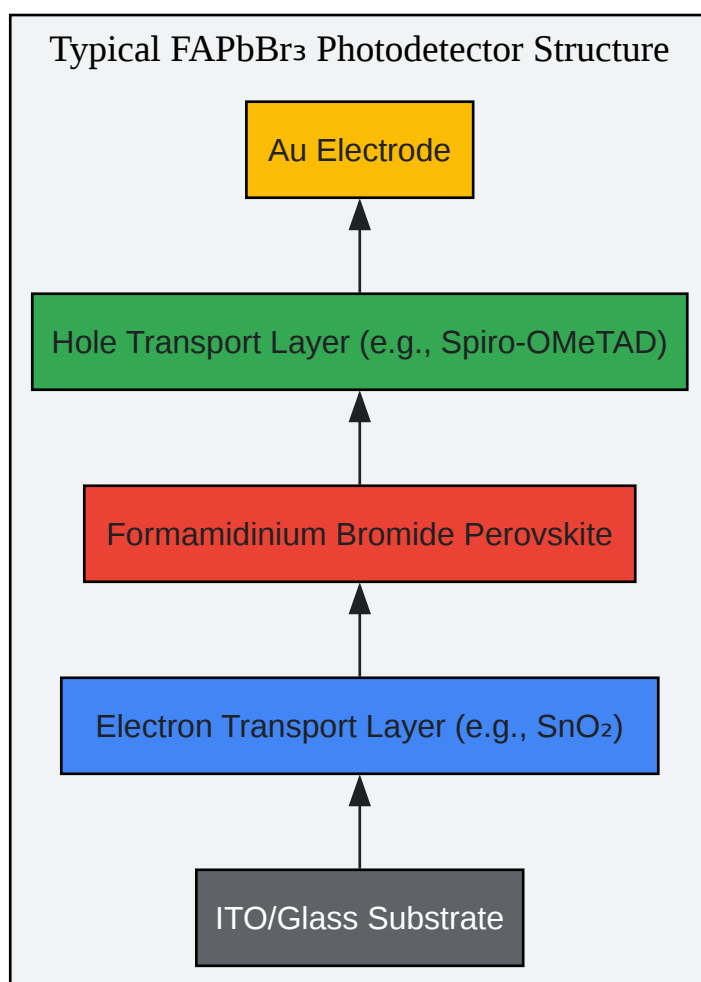 Typical FAPbBr₃ Photodetector Structure
Au Electrode
Hole Transport Layer (e.g., Spiro-OMeTAD)
Formamidinium Bromide Perovskite
Electron Transport Layer (e.g., SnO₂)
ITO/Glass Substrate